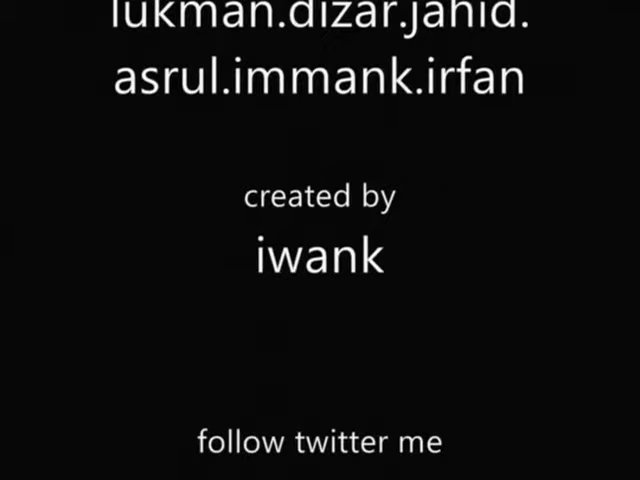 lukman.dizar.jahid.
asrul.immank.irfan
created by
iwank
follow twitter me